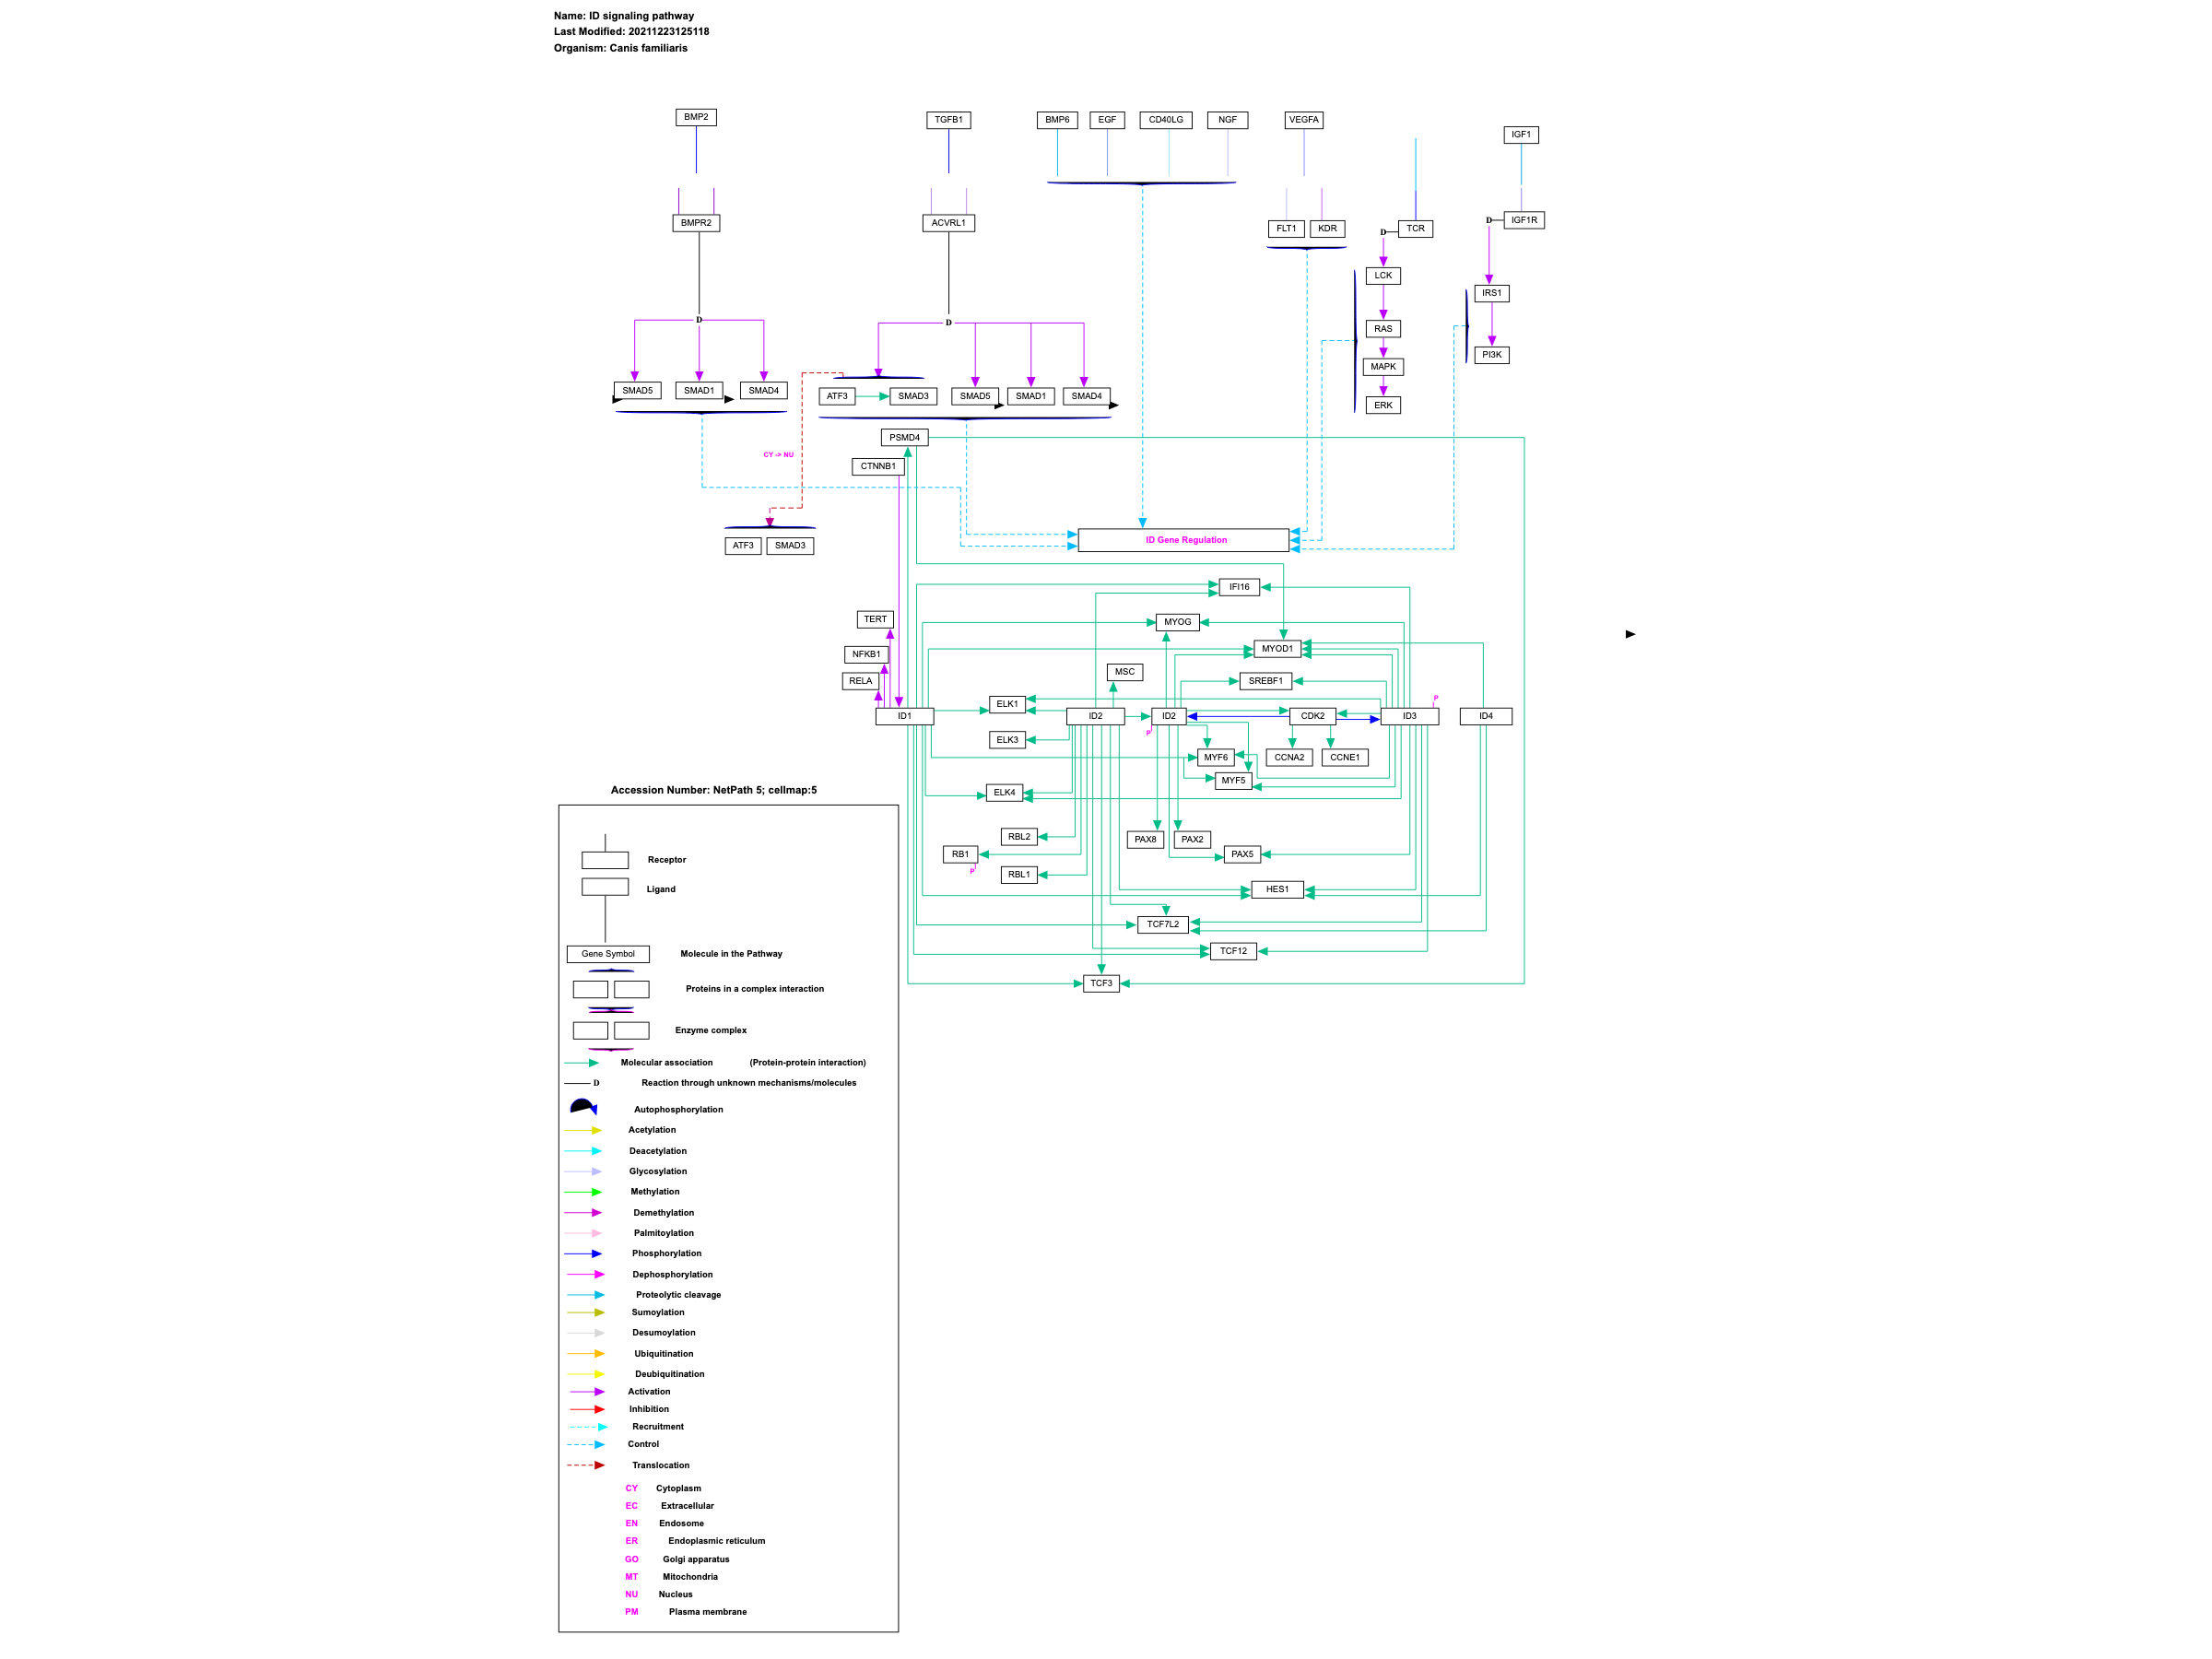 Name: ID signaling pathway
Last Modified: 20211223125118
Organism: Canis familiaris
BMP2
TGFB1
BMP6
EGF
CD40LG
NGF
VEGFA
IGF1
BMPR2
ACVRL1
FLT1
KDR
D
TCR
D
IGF1R
LCK
IRS1
D
D
RAS
PI3K
MAPK
SMAD5
SMAD1
SMAD4
ATF3
SMAD3
SMAD5
SMAD1
SMAD4
ERK
PSMD4
CY -> NU
CTNNB1
ATF3
SMAD3
ID Gene Regulation
IFI16
TERT
MYOG
NFKB1
MYOD1
RELA
MSC
SREBF1
P
ELK1
ID1
ID2
ID2
CDK2
ID3
ID4
P
ELK3
MYF6
CCNA2
CCNE1
MYF5
ELK4
RBL2
PAX8
PAX2
RB1
PAX5
P
RBL1
HES1
TCF7L2
TCF12
TCF3
Accession Number: NetPath 5; cellmap:5
Receptor
Ligand
Gene Symbol
Molecule in the Pathway
Proteins in a complex interaction
Enzyme complex
Molecular association (Protein-protein interaction)
D Reaction through unknown mechanisms/molecules
Autophosphorylation
Acetylation
Deacetylation
Glycosylation
Methylation
Demethylation
Palmitoylation
Phosphorylation
Dephosphorylation
Proteolytic cleavage
Sumoylation
Desumoylation
Ubiquitination
Deubiquitination
Activation
Inhibition
Recruitment
Control
Translocation
CY Cytoplasm
EC Extracellular
EN Endosome
ER Endoplasmic reticulum
GO Golgi apparatus
MT Mitochondria
NU Nucleus
PM Plasma membrane